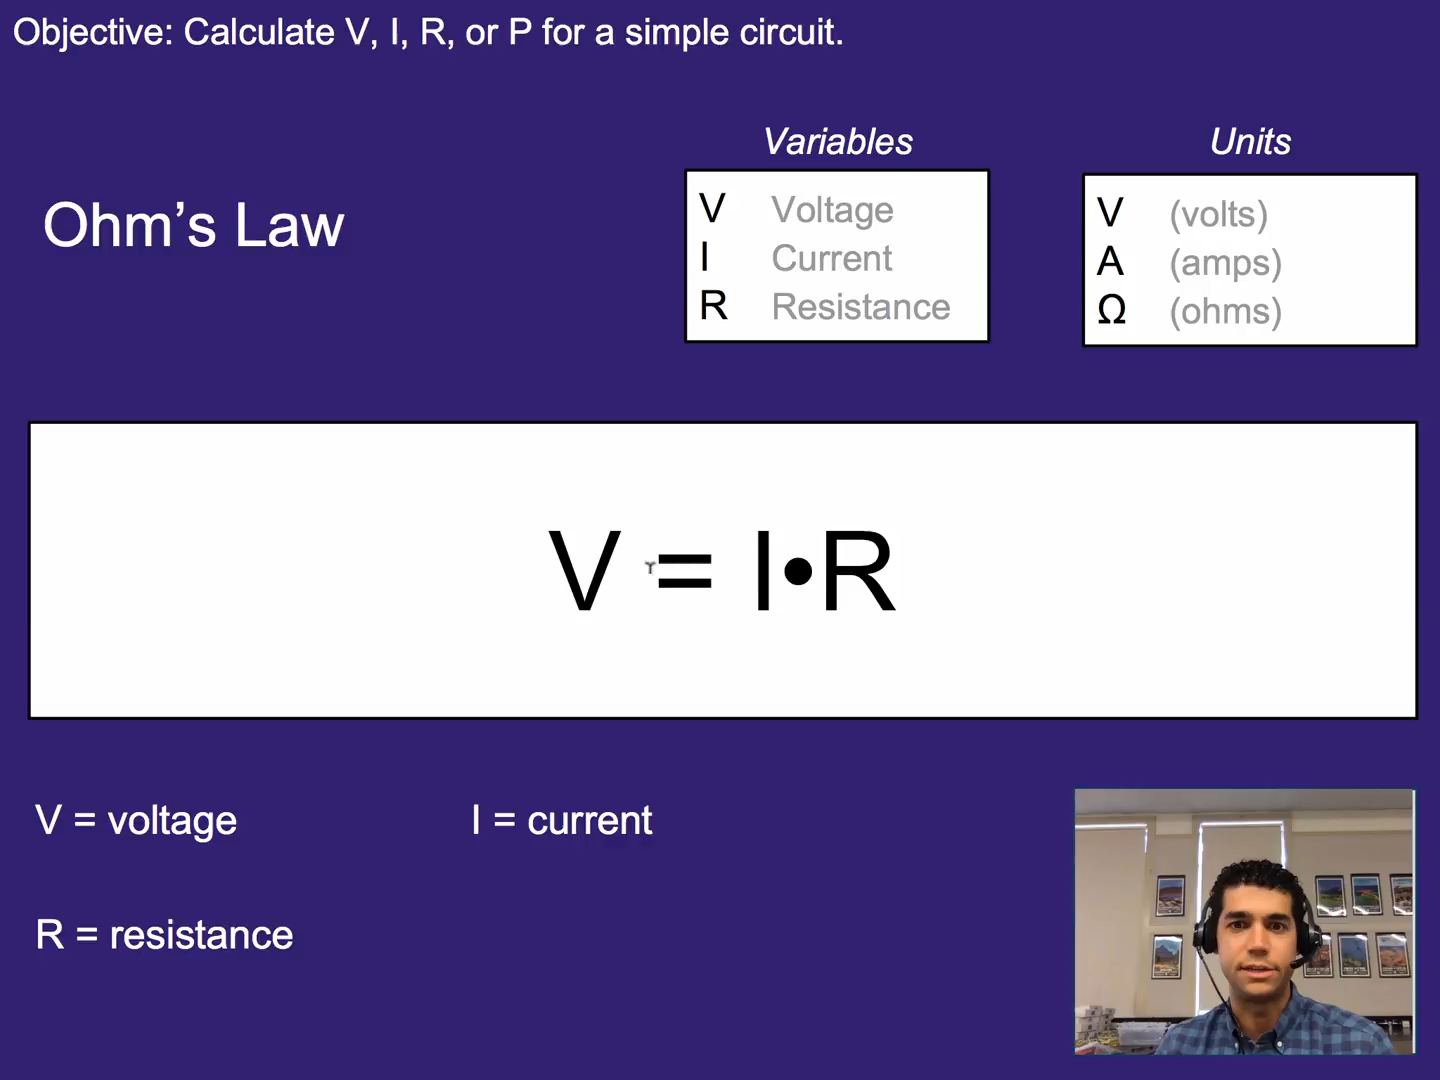 Objective: Calculate V, I, R, or P for a simple circuit.
Variables
Units
Ohm’s Law
V Voltage
I Current
R Resistance
V (volts)
A (amps)
Ω (ohms)
V = I•R
V = voltage
I = current
R = resistance